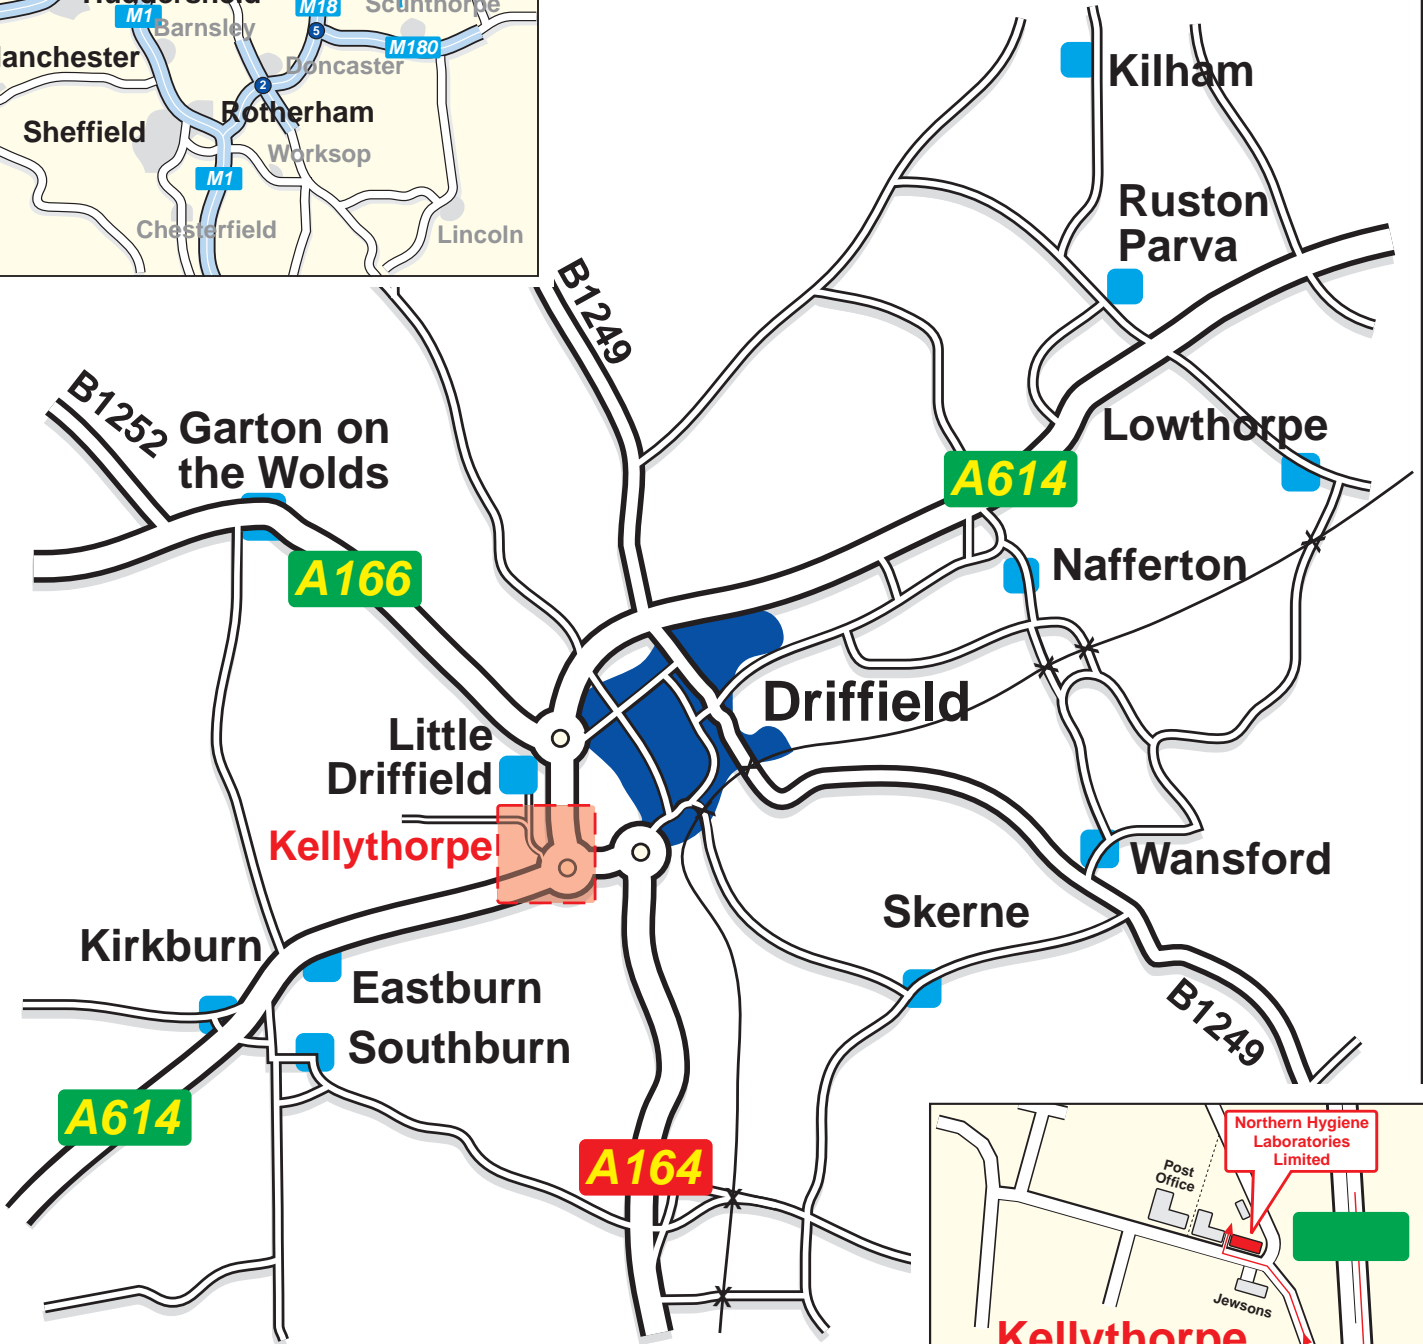 M1
M18
Barnsley
5
M180
Manchester
Doncaster
2
Rotherham
Sheffield
Worksop
M1
Chesterfield
Lincoln
Kilham
Ruston
Parva
B1249
B1252
Garton on
the Wolds
Lowthorpe
A614
A166
Nafferton
Driffield
Little
Driffield
Kellythorpe
Wansford
Skerne
Kirkburn
Eastburn
Southburn
B1249
A614
A164
Northern Hygiene
Laboratories
Limited
Post
Office
Jewsons
Kellythorpe